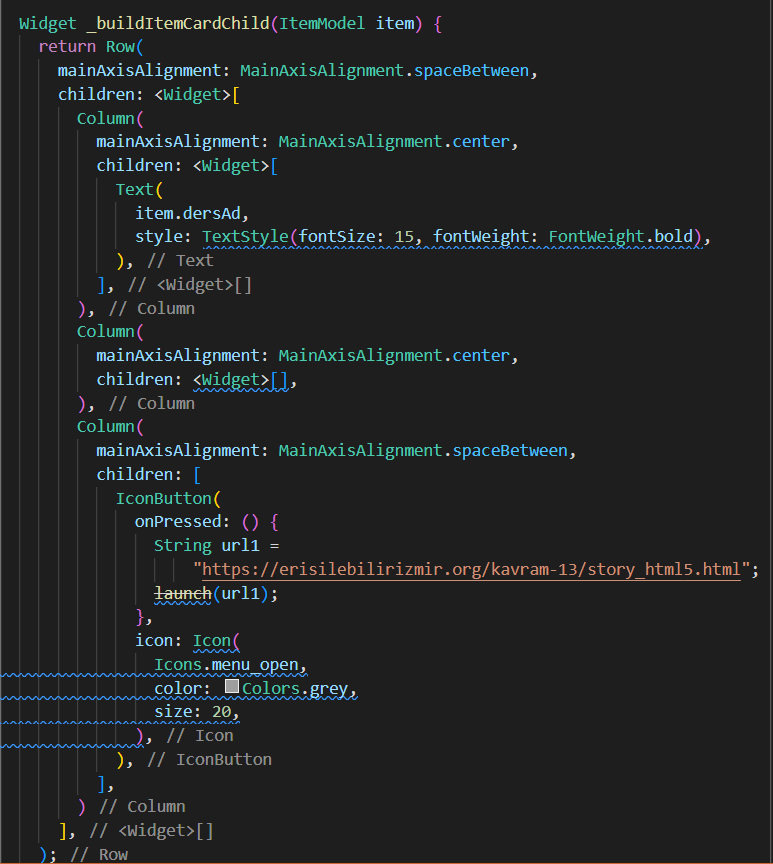 Widget _buildItemCardChild(ItemModel item) {
  return Row(
    mainAxisAlignment: MainAxisAlignment.spaceBetween,
    children: <Widget>[
      Column(
        mainAxisAlignment: MainAxisAlignment.center,
        children: <Widget>[
          Text(
            item.dersAd,
            style: TextStyle(fontSize: 15, fontWeight: FontWeight.bold),
          ), // Text
        ], // <Widget>[]
      ), // Column
      Column(
        mainAxisAlignment: MainAxisAlignment.center,
        children: <Widget>[],
      ), // Column
      Column(
        mainAxisAlignment: MainAxisAlignment.spaceBetween,
        children: [
          IconButton(
            onPressed: () {
              String url1 =
                  "https://erisilebilirizmir.org/kavram-13/story_html5.html";
              launch(url1);
            },
            icon: Icon(
              Icons.menu_open,
              color: Colors.grey,
              size: 20,
            ), // Icon
          ), // IconButton
        ],
      ) // Column
    ], // <Widget>[]
  ); // Row